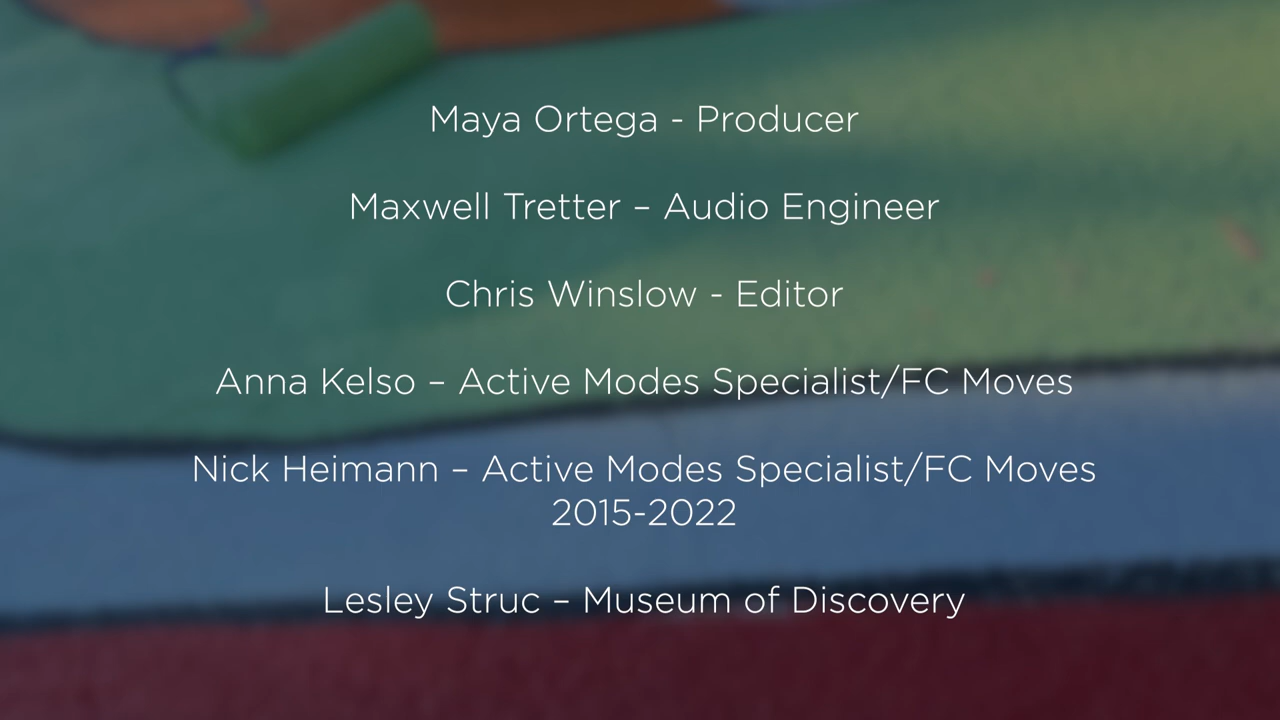 Maya Ortega - Producer
Maxwell Tretter – Audio Engineer
Chris Winslow - Editor
Anna Kelso – Active Modes Specialist/FC Moves
Nick Heimann – Active Modes Specialist/FC Moves
2015-2022
Lesley Struc – Museum of Discovery